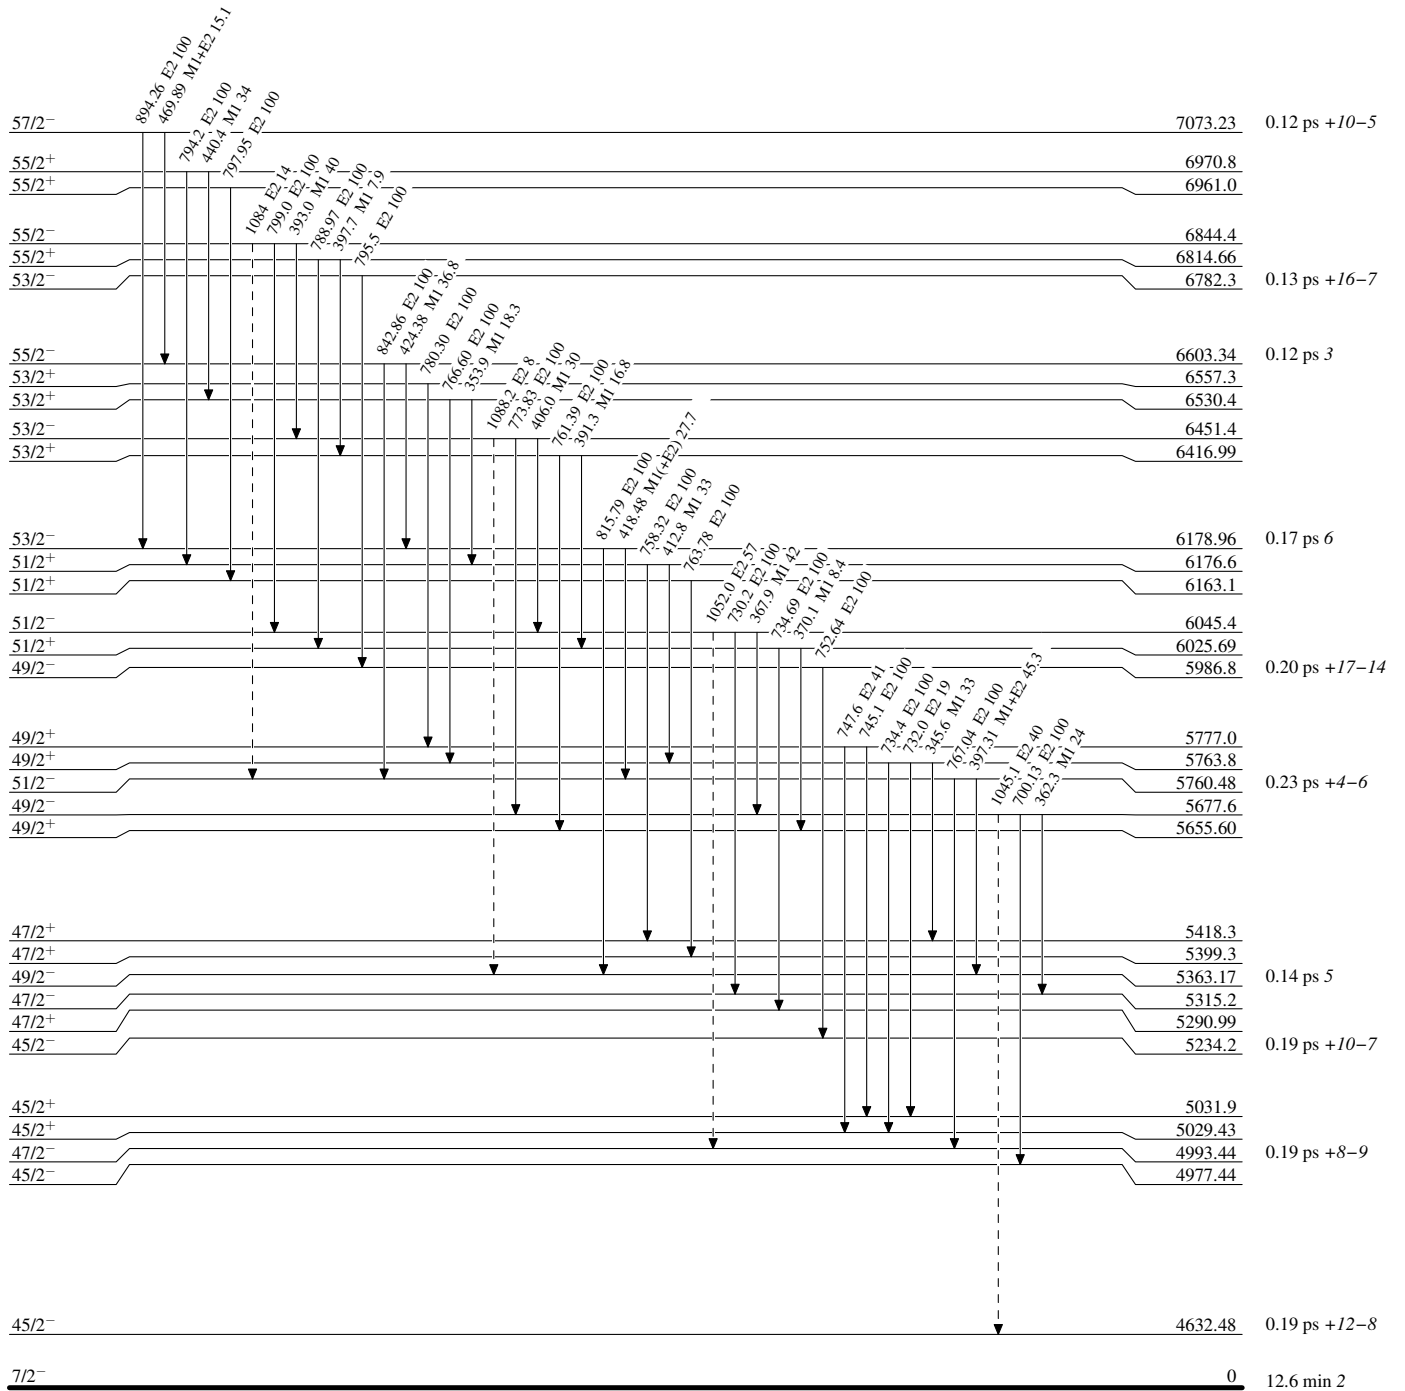 894.26 E2 100
469.89 M1+E2 15.1
794.2 E2 100
440.4 M1 34
797.95 E2 100
1084 E2 14
799.0 E2 100
393.0 M1 40
788.97 E2 100
397.7 M1 7.9
795.5 E2 100
842.86 E2 100
424.38 M1 36.8
780.30 E2 100
766.60 E2 100
353.9 M1 18.3
1088.2 E2 8
773.83 E2 100
406.0 M1 30
761.39 E2 100
391.3 M1 16.8
815.79 E2 100
418.48 M1(+E2) 27.7
758.32 E2 100
412.8 M1 33
763.78 E2 100
1052.0 E2 57
730.2 E2 100
367.9 M1 42
734.69 E2 100
370.1 M1 8.4
752.64 E2 100
747.6 E2 41
745.1 E2 100
734.4 E2 100
732.0 E2 19
345.6 M1 33
767.04 E2 100
397.31 M1+E2 45.3
1045.1 E2 40
700.13 E2 100
362.3 M1 24
57/2− 7073.23 0.12 ps +10−5
55/2+ 6970.8
55/2+ 6961.0
55/2− 6844.4
55/2+ 6814.66
53/2− 6782.3 0.13 ps +16−7
55/2− 6603.34 0.12 ps 3
53/2+ 6557.3
53/2+ 6530.4
53/2− 6451.4
53/2+ 6416.99
53/2− 6178.96 0.17 ps 6
51/2+ 6176.6
51/2+ 6163.1
51/2− 6045.4
51/2+ 6025.69
49/2− 5986.8 0.20 ps +17−14
49/2+ 5777.0
49/2+ 5763.8
51/2− 5760.48 0.23 ps +4−6
49/2− 5677.6
49/2+ 5655.60
47/2+ 5418.3
47/2+ 5399.3
49/2− 5363.17 0.14 ps 5
47/2− 5315.2
47/2+ 5290.99
45/2− 5234.2 0.19 ps +10−7
45/2+ 5031.9
45/2+ 5029.43
47/2− 4993.44 0.19 ps +8−9
45/2− 4977.44
45/2− 4632.48 0.19 ps +12−8
7/2− 0 12.6 min 2